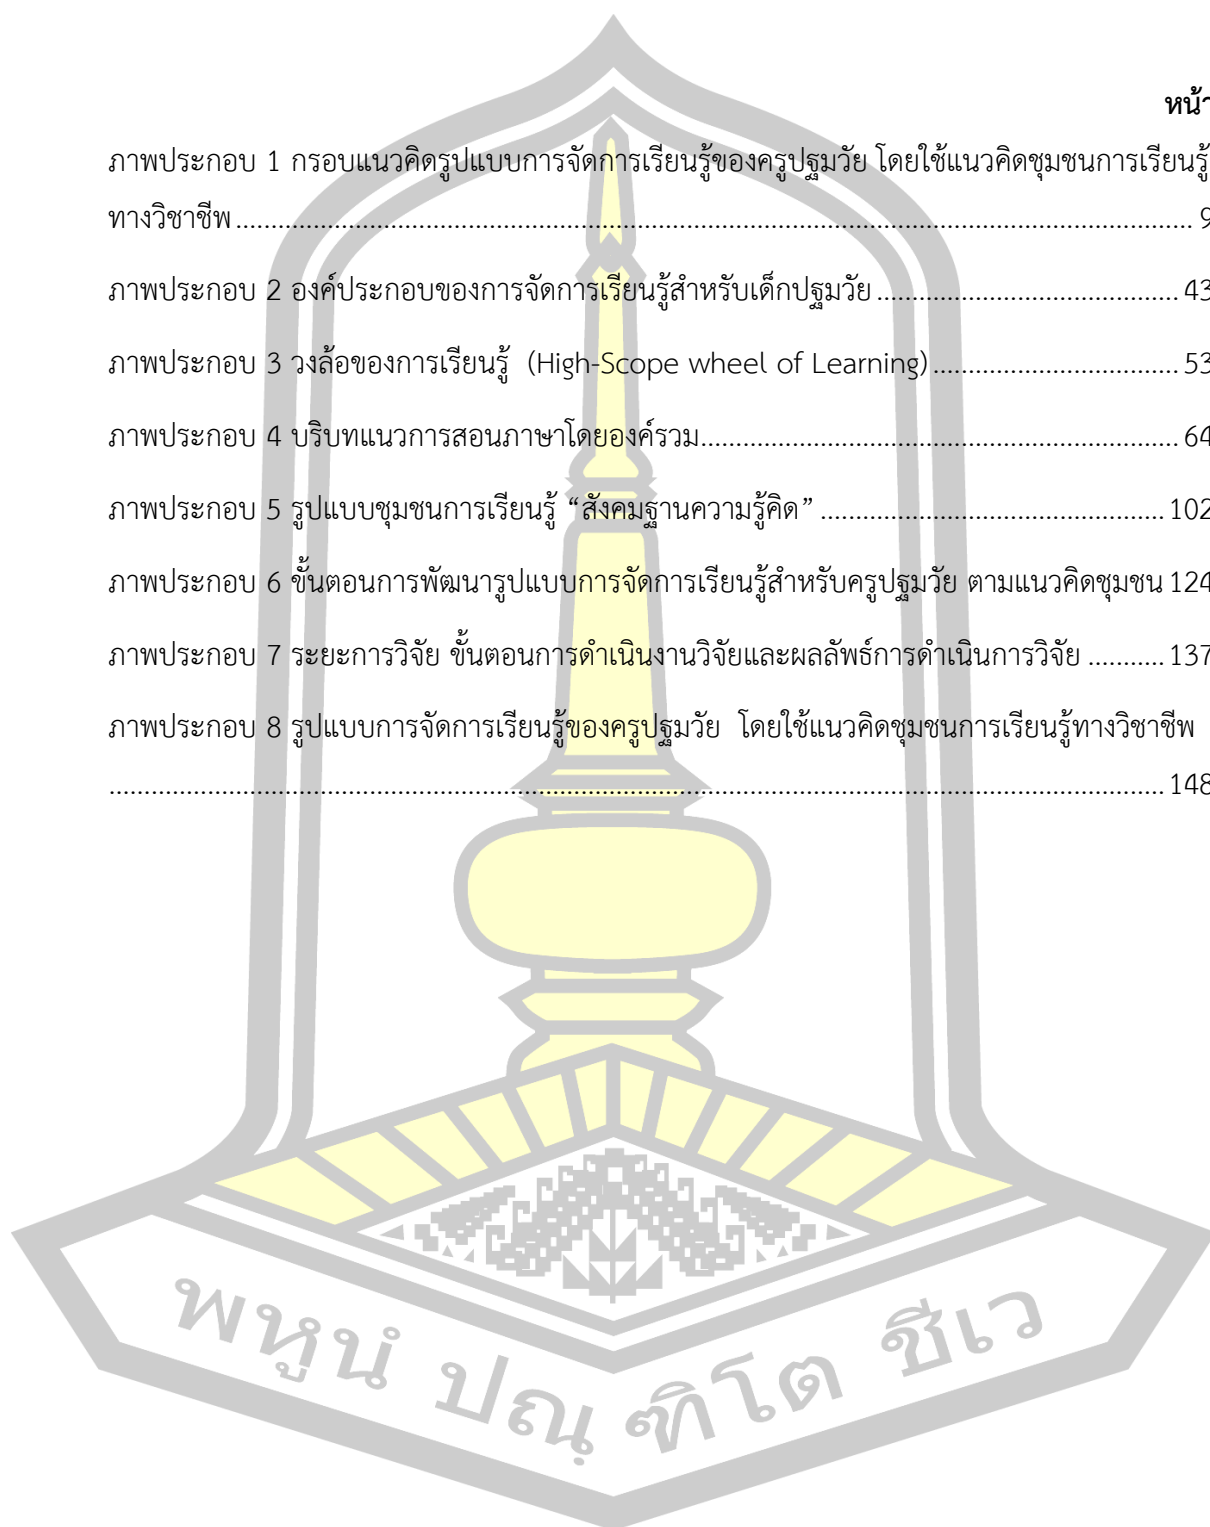 หน้า
ภาพประกอบ 1 กรอบแนวคิดรูปแบบการจัดการเรียนรู้ของครูปฐมวัย โดยใช้แนวคิดชุมชนการเรียนรู้
ทางวิชาชีพ ........................................ 9
ภาพประกอบ 2 องค์ประกอบของการจัดการเรียนรู้สำหรับเด็กปฐมวัย ........................................ 43
ภาพประกอบ 3 วงล้อของการเรียนรู้ (High-Scope wheel of Learning) ........................................ 53
ภาพประกอบ 4 บริบทแนวการสอนภาษาโดยองค์รวม ........................................ 64
ภาพประกอบ 5 รูปแบบชุมชนการเรียนรู้ “สังคมฐานความรู้คิด” ........................................ 102
ภาพประกอบ 6 ขั้นตอนการพัฒนารูปแบบการจัดการเรียนรู้สำหรับครูปฐมวัย ตามแนวคิดชุมชน 124
ภาพประกอบ 7 ระยะการวิจัย ขั้นตอนการดำเนินงานวิจัยและผลลัพธ์การดำเนินการวิจัย ........... 137
ภาพประกอบ 8 รูปแบบการจัดการเรียนรู้ของครูปฐมวัย โดยใช้แนวคิดชุมชนการเรียนรู้ทางวิชาชีพ
........................................ 148
พหูนํ ปณฺฑิโต ชีเว